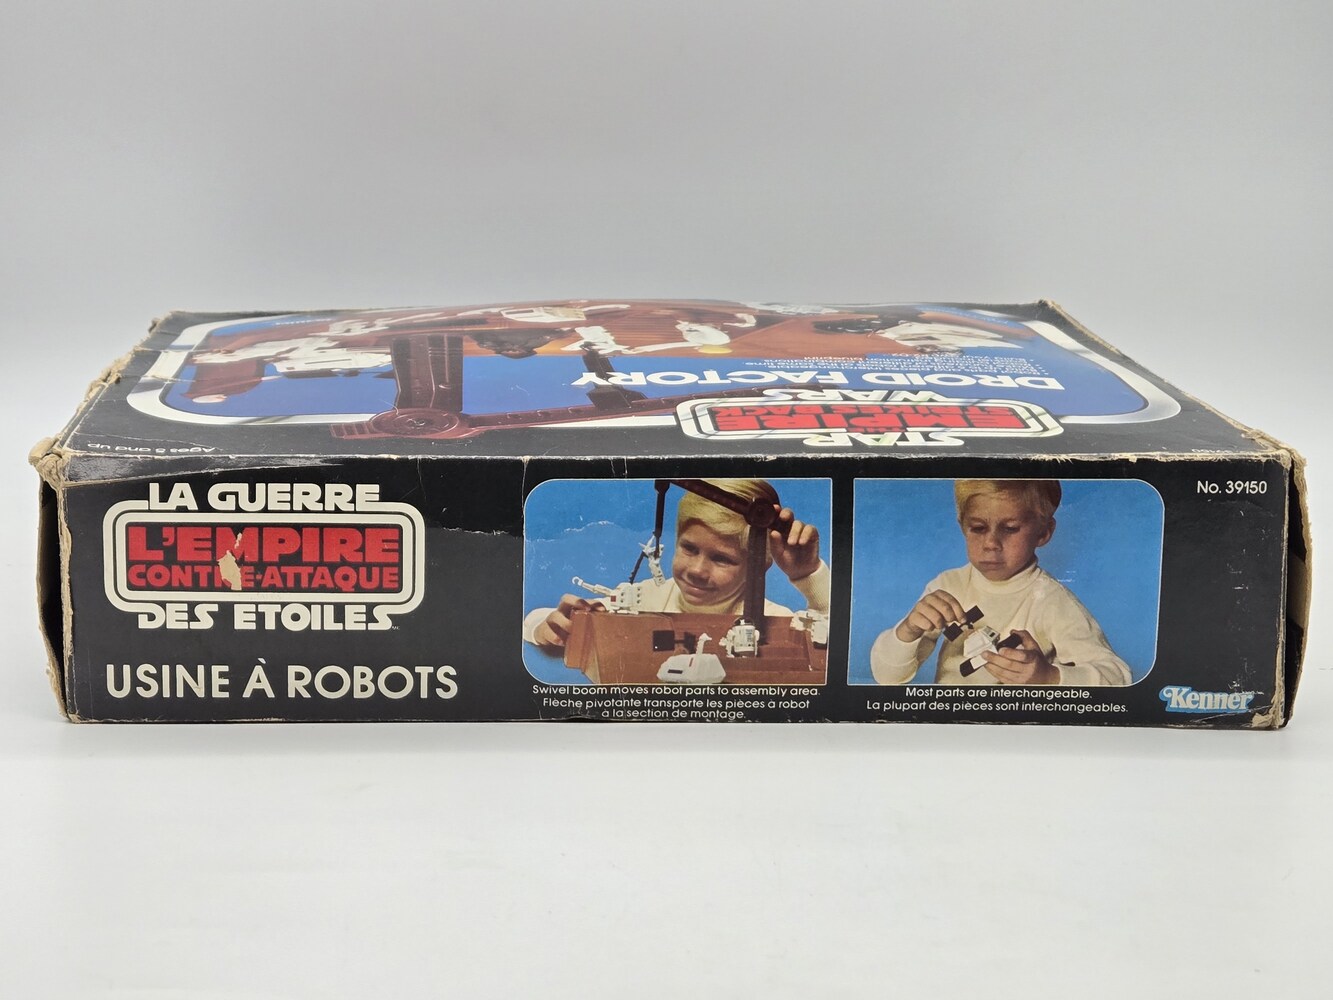 DROID FACTORY
STAR
THE EMPIRE
STRIKES BACK
WARS
Ages 5 and up
LA GUERRE
L'EMPIRE
CONTRE-ATTAQUE
DES ETOILES
USINE À ROBOTS
Swivel boom moves robot parts to assembly area.
Flèche pivotante transporte les pièces à robot
a la section de montage.
Most parts are interchangeable.
La plupart des pièces sont interchangeables.
No. 39150
Kenner